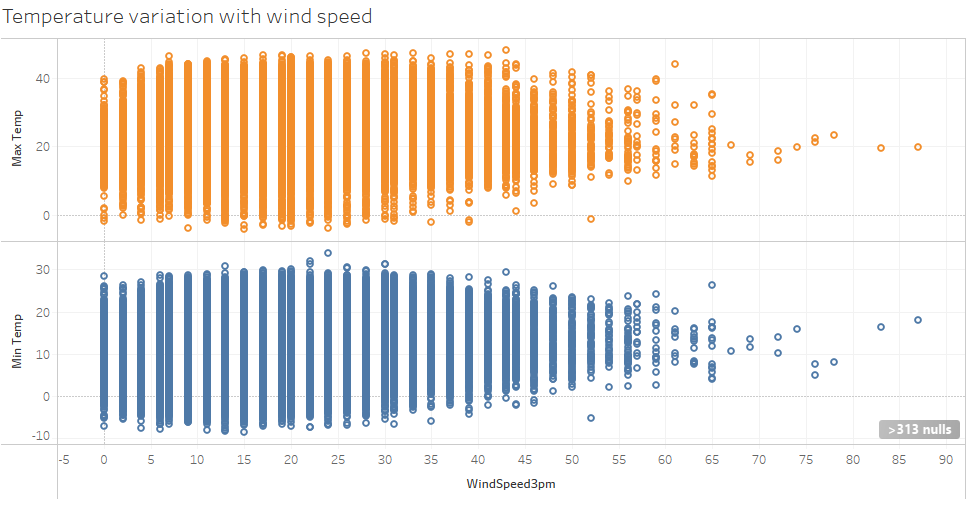 Temperature variation with wind speed
Max Temp
40
20
0
Min Temp
30
20
10
0
-10
>313 nulls
-5 0 5 10 15 20 25 30 35 40 45 50 55 60 65 70 75 80 85 90
WindSpeed3pm